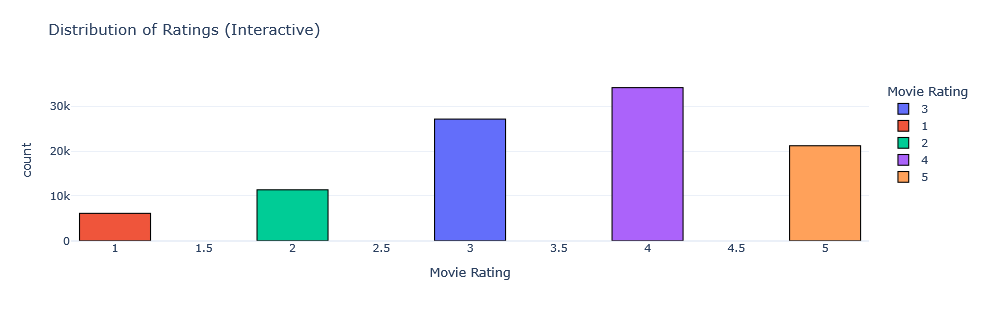 Distribution of Ratings (Interactive)
count
30k
20k
10k
0
1 1.5 2 2.5 3 3.5 4 4.5 5
Movie Rating
Movie Rating
3
1
2
4
5